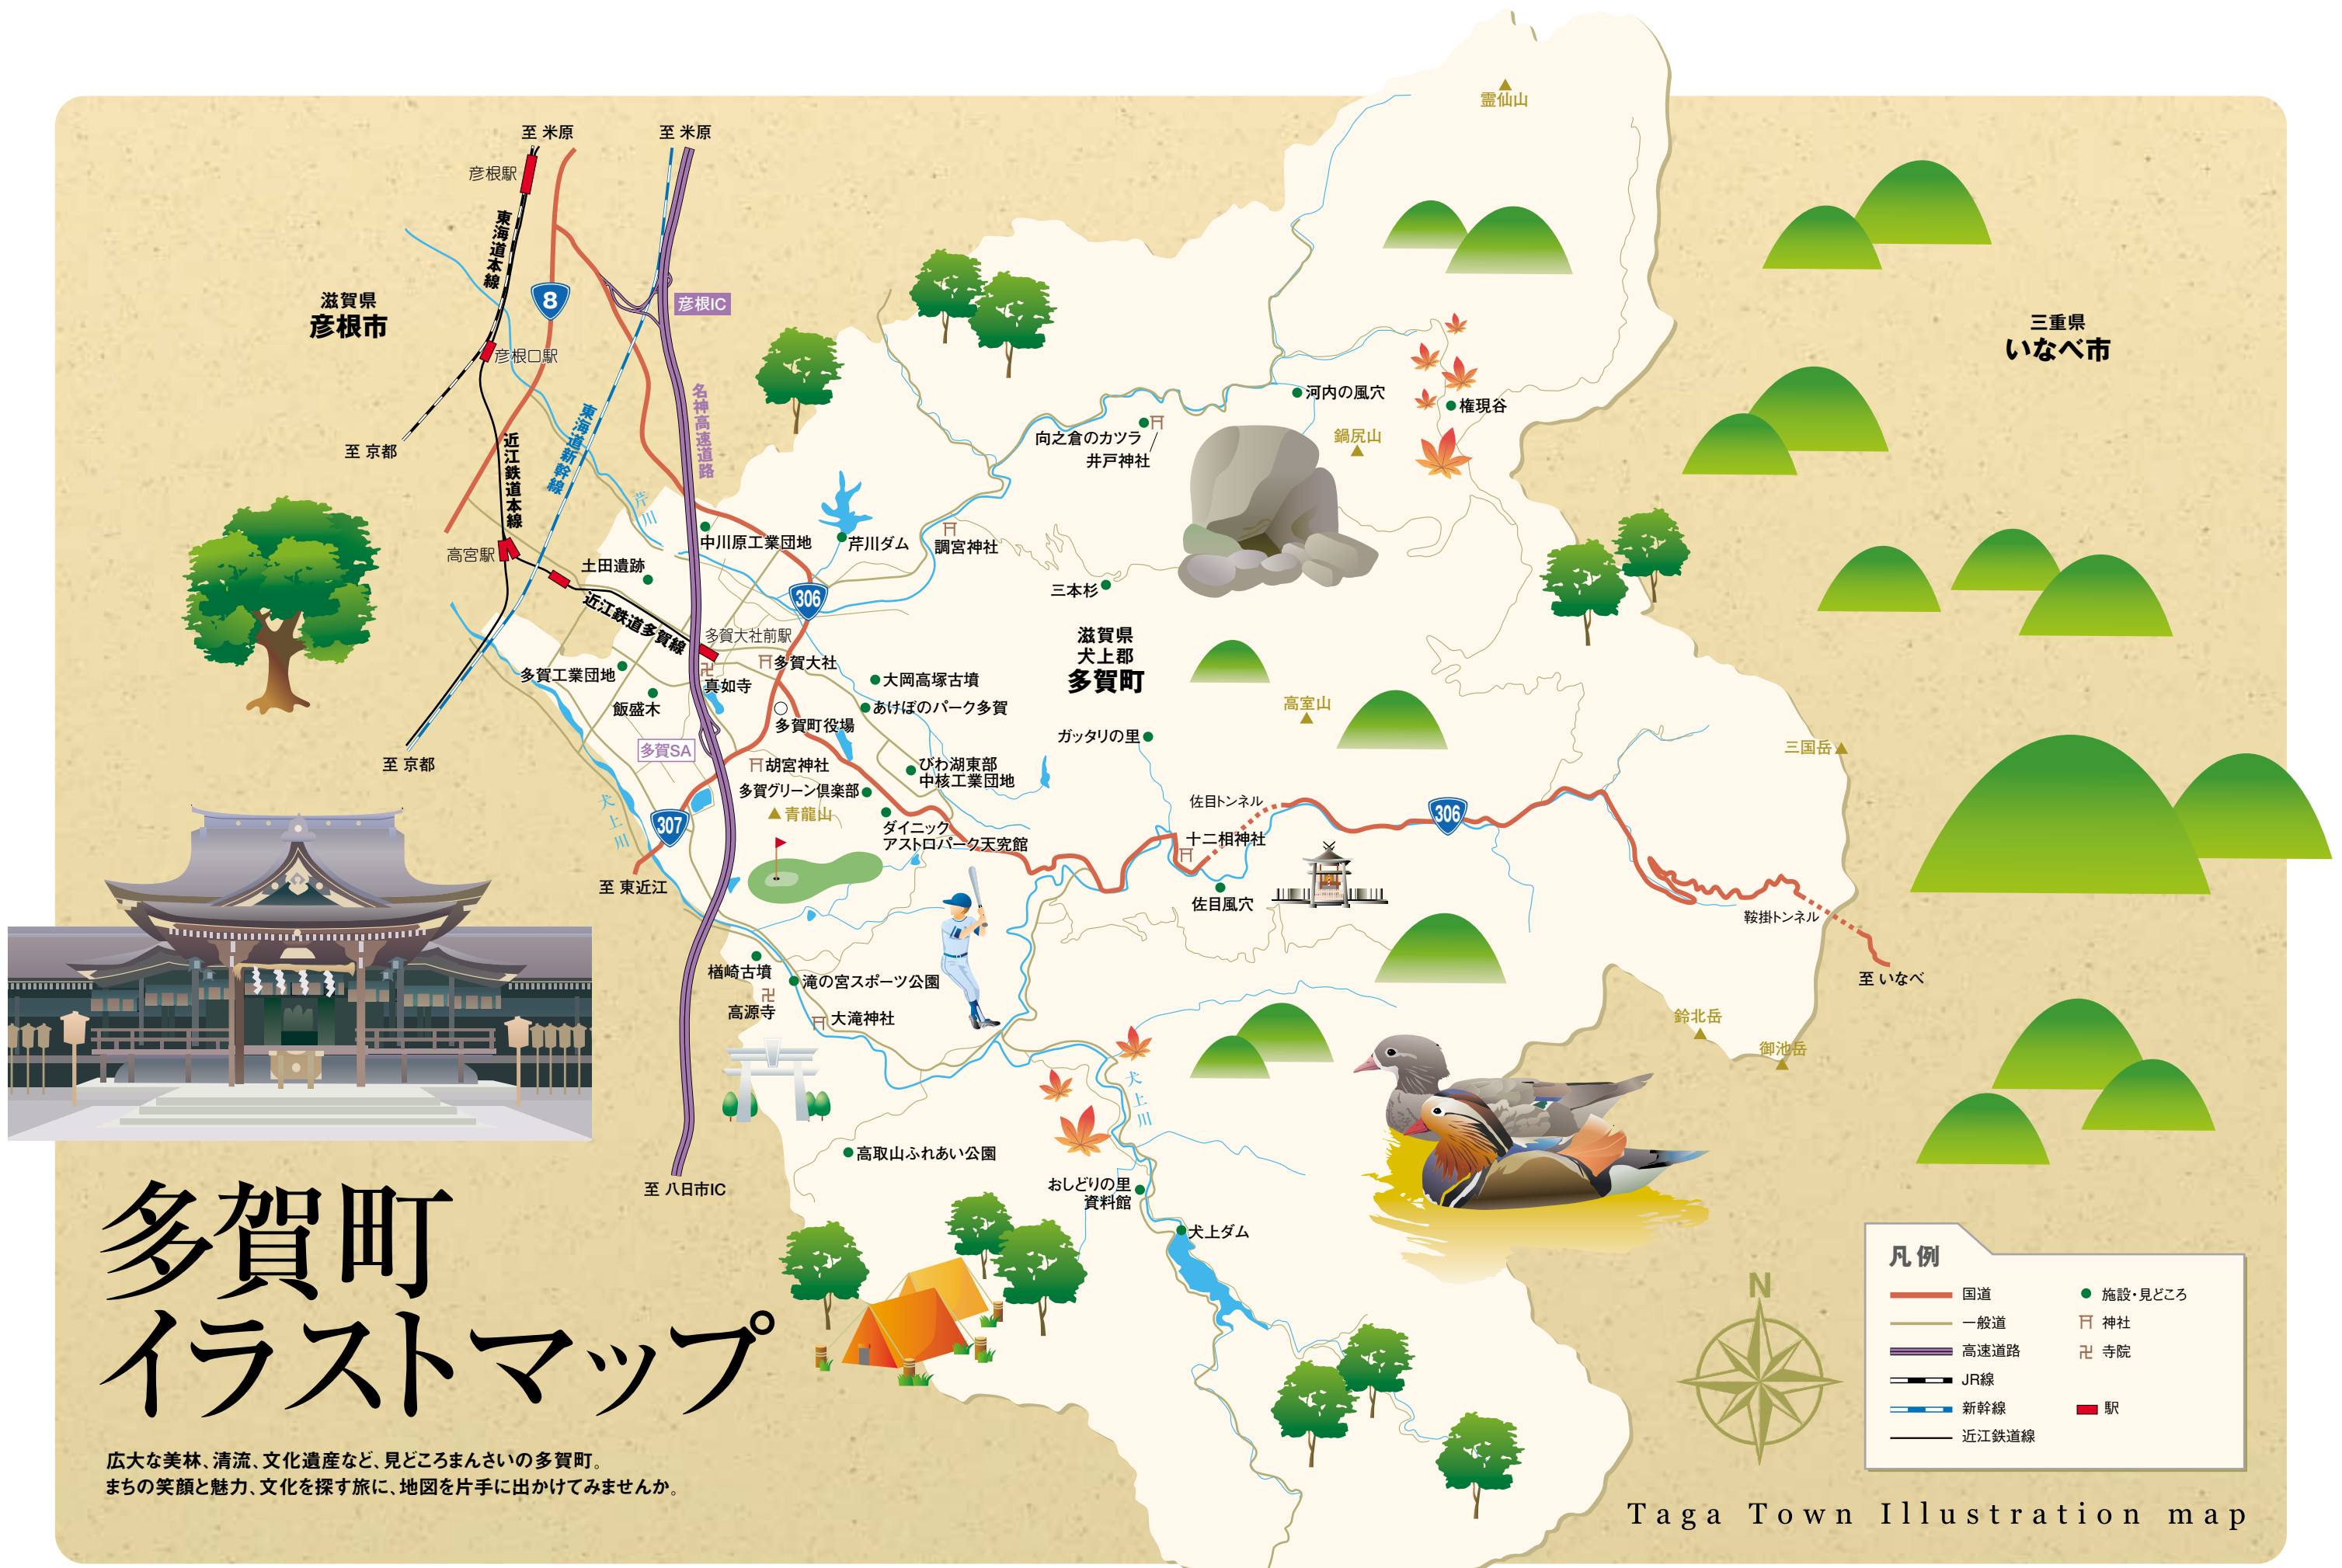 霊仙山
至 米原
至 米原
彦根駅
東海道本線
8
彦根IC
滋賀県
彦根市
彦根口駅
三重県
いなべ市
名神高速道路
東海道新幹線
近江鉄道本線
至 京都
河内の風穴
権現谷
向之倉のカツラ
井戸神社
鍋尻山
芹川
中川原工業団地
芹川ダム
調宮神社
高宮駅
土田遺跡
三本杉
306
近江鉄道多賀線
多賀大社前駅
多賀大社
滋賀県
犬上郡
多賀町
多賀工業団地
真如寺
大岡高塚古墳
飯盛木
あけぼのパーク多賀
多賀町役場
高室山
ガッタリの里
三国岳
多賀SA
至 京都
胡宮神社
びわ湖東部
中核工業団地
多賀グリーン倶楽部
青龍山
犬上川
307
ダイニック
アストロパーク天究館
佐目トンネル
306
十二相神社
至 東近江
佐目風穴
鞍掛トンネル
至 いなべ
楢崎古墳
滝の宮スポーツ公園
高源寺
大滝神社
鈴北岳
御池岳
犬上川
高取山ふれあい公園
至 八日市IC
おしどりの里
資料館
犬上ダム
多賀町
イラストマップ
広大な美林、清流、文化遺産など、見どころまんさいの多賀町。
まちの笑顔と魅力、文化を探す旅に、地図を片手に出かけてみませんか。
N
凡例
国道
一般道
高速道路
JR線
新幹線
近江鉄道線
施設・見どころ
神社
寺院
駅
Taga Town Illustration map